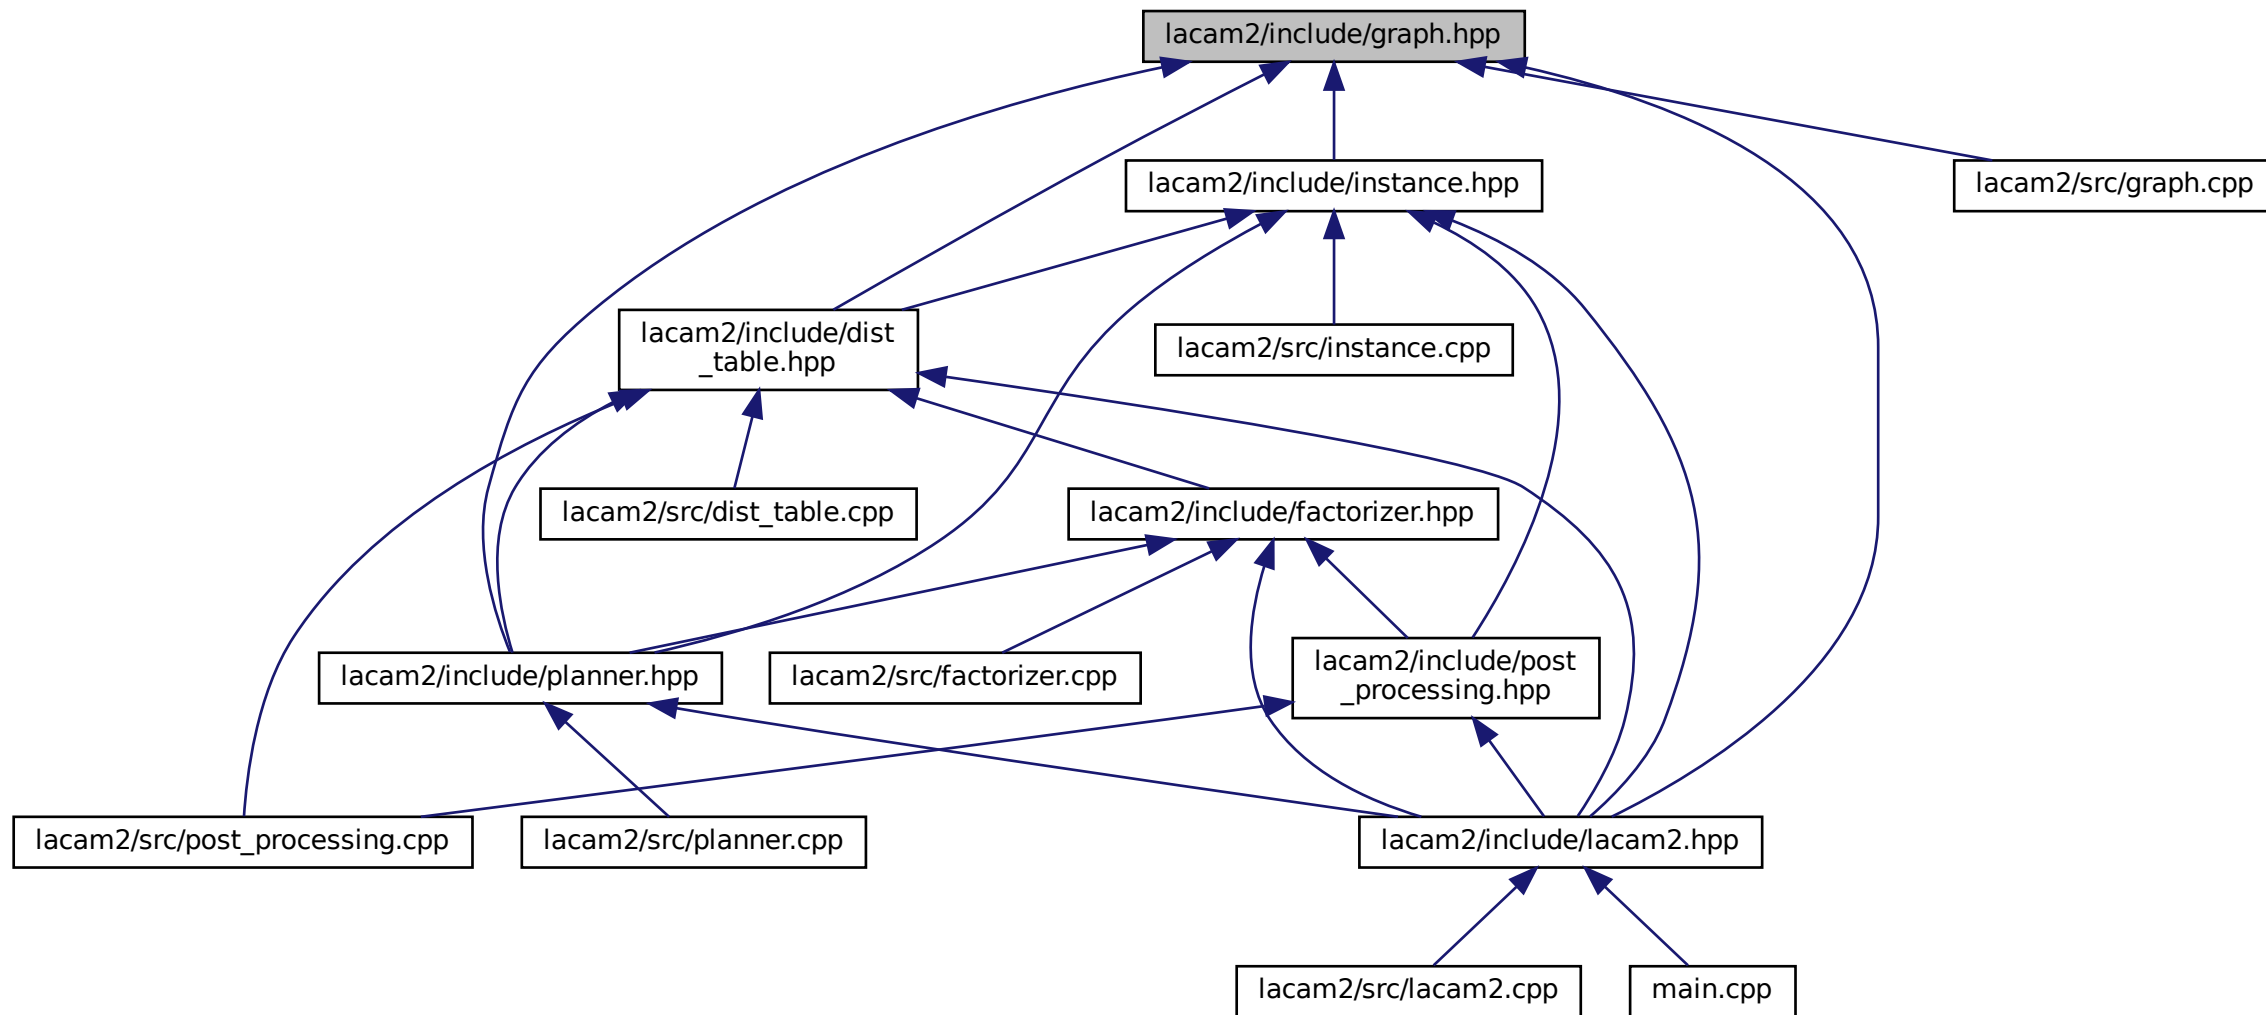 lacam2/include/graph.hpp
lacam2/include/instance.hpp
lacam2/src/graph.cpp
lacam2/include/dist
_table.hpp
lacam2/src/instance.cpp
lacam2/src/dist_table.cpp
lacam2/include/factorizer.hpp
lacam2/include/planner.hpp
lacam2/src/factorizer.cpp
lacam2/include/post
_processing.hpp
lacam2/src/post_processing.cpp
lacam2/src/planner.cpp
lacam2/include/lacam2.hpp
lacam2/src/lacam2.cpp
main.cpp